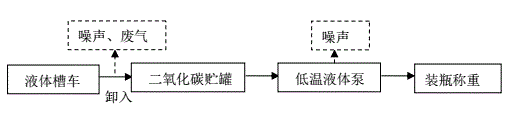 噪声、废气
噪声
液体槽车
卸入
二氧化碳贮罐
低温液体泵
装瓶称重